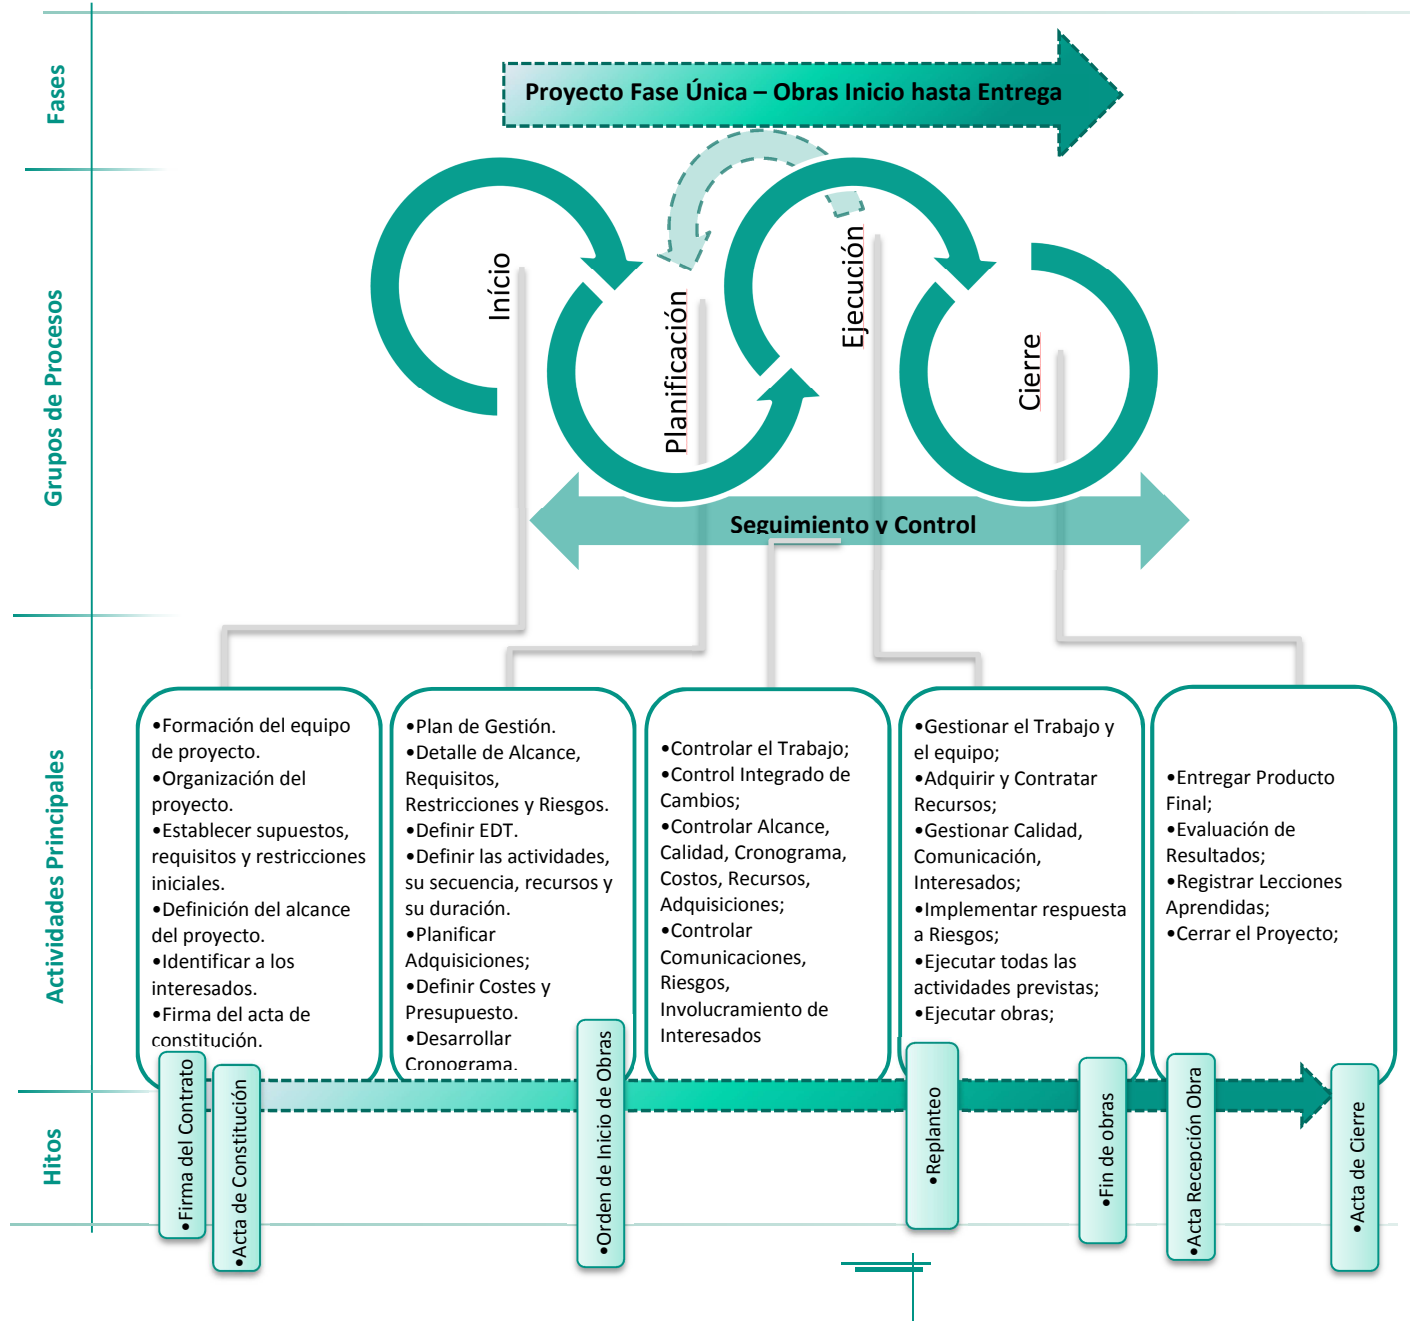 Fases
Proyecto Fase Única – Obras Inicio hasta Entrega
Grupos de Procesos
Início
Planificación
Ejecución
Cierre
Seguimiento y Control
Actividades Principales
•Formación del equipo
de proyecto.
•Organización del
proyecto.
•Establecer supuestos,
requisitos y restricciones
iniciales.
•Definición del alcance
del proyecto.
•Identificar a los
interesados.
•Firma del acta de
constitución.
•Plan de Gestión.
•Detalle de Alcance,
Requisitos,
Restricciones y Riesgos.
•Definir EDT.
•Definir las actividades,
su secuencia, recursos y
su duración.
•Planificar
Adquisiciones;
•Definir Costes y
Presupuesto.
•Desarrollar
Cronograma.
•Controlar el Trabajo;
•Control Integrado de
Cambios;
•Controlar Alcance,
Calidad, Cronograma,
Costos, Recursos,
Adquisiciones;
•Controlar
Comunicaciones,
Riesgos,
Involucramiento de
Interesados
•Gestionar el Trabajo y
el equipo;
•Adquirir y Contratar
Recursos;
•Gestionar Calidad,
Comunicación,
Interesados;
•Implementar respuesta
a Riesgos;
•Ejecutar todas las
actividades previstas;
•Ejecutar obras;
•Entregar Producto
Final;
•Evaluación de
Resultados;
•Registrar Lecciones
Aprendidas;
•Cerrar el Proyecto;
Hitos
•Firma del Contrato
•Acta de Constitución
•Orden de Inicio de Obras
•Replanteo
•Fin de obras
•Acta Recepción Obra
•Acta de Cierre